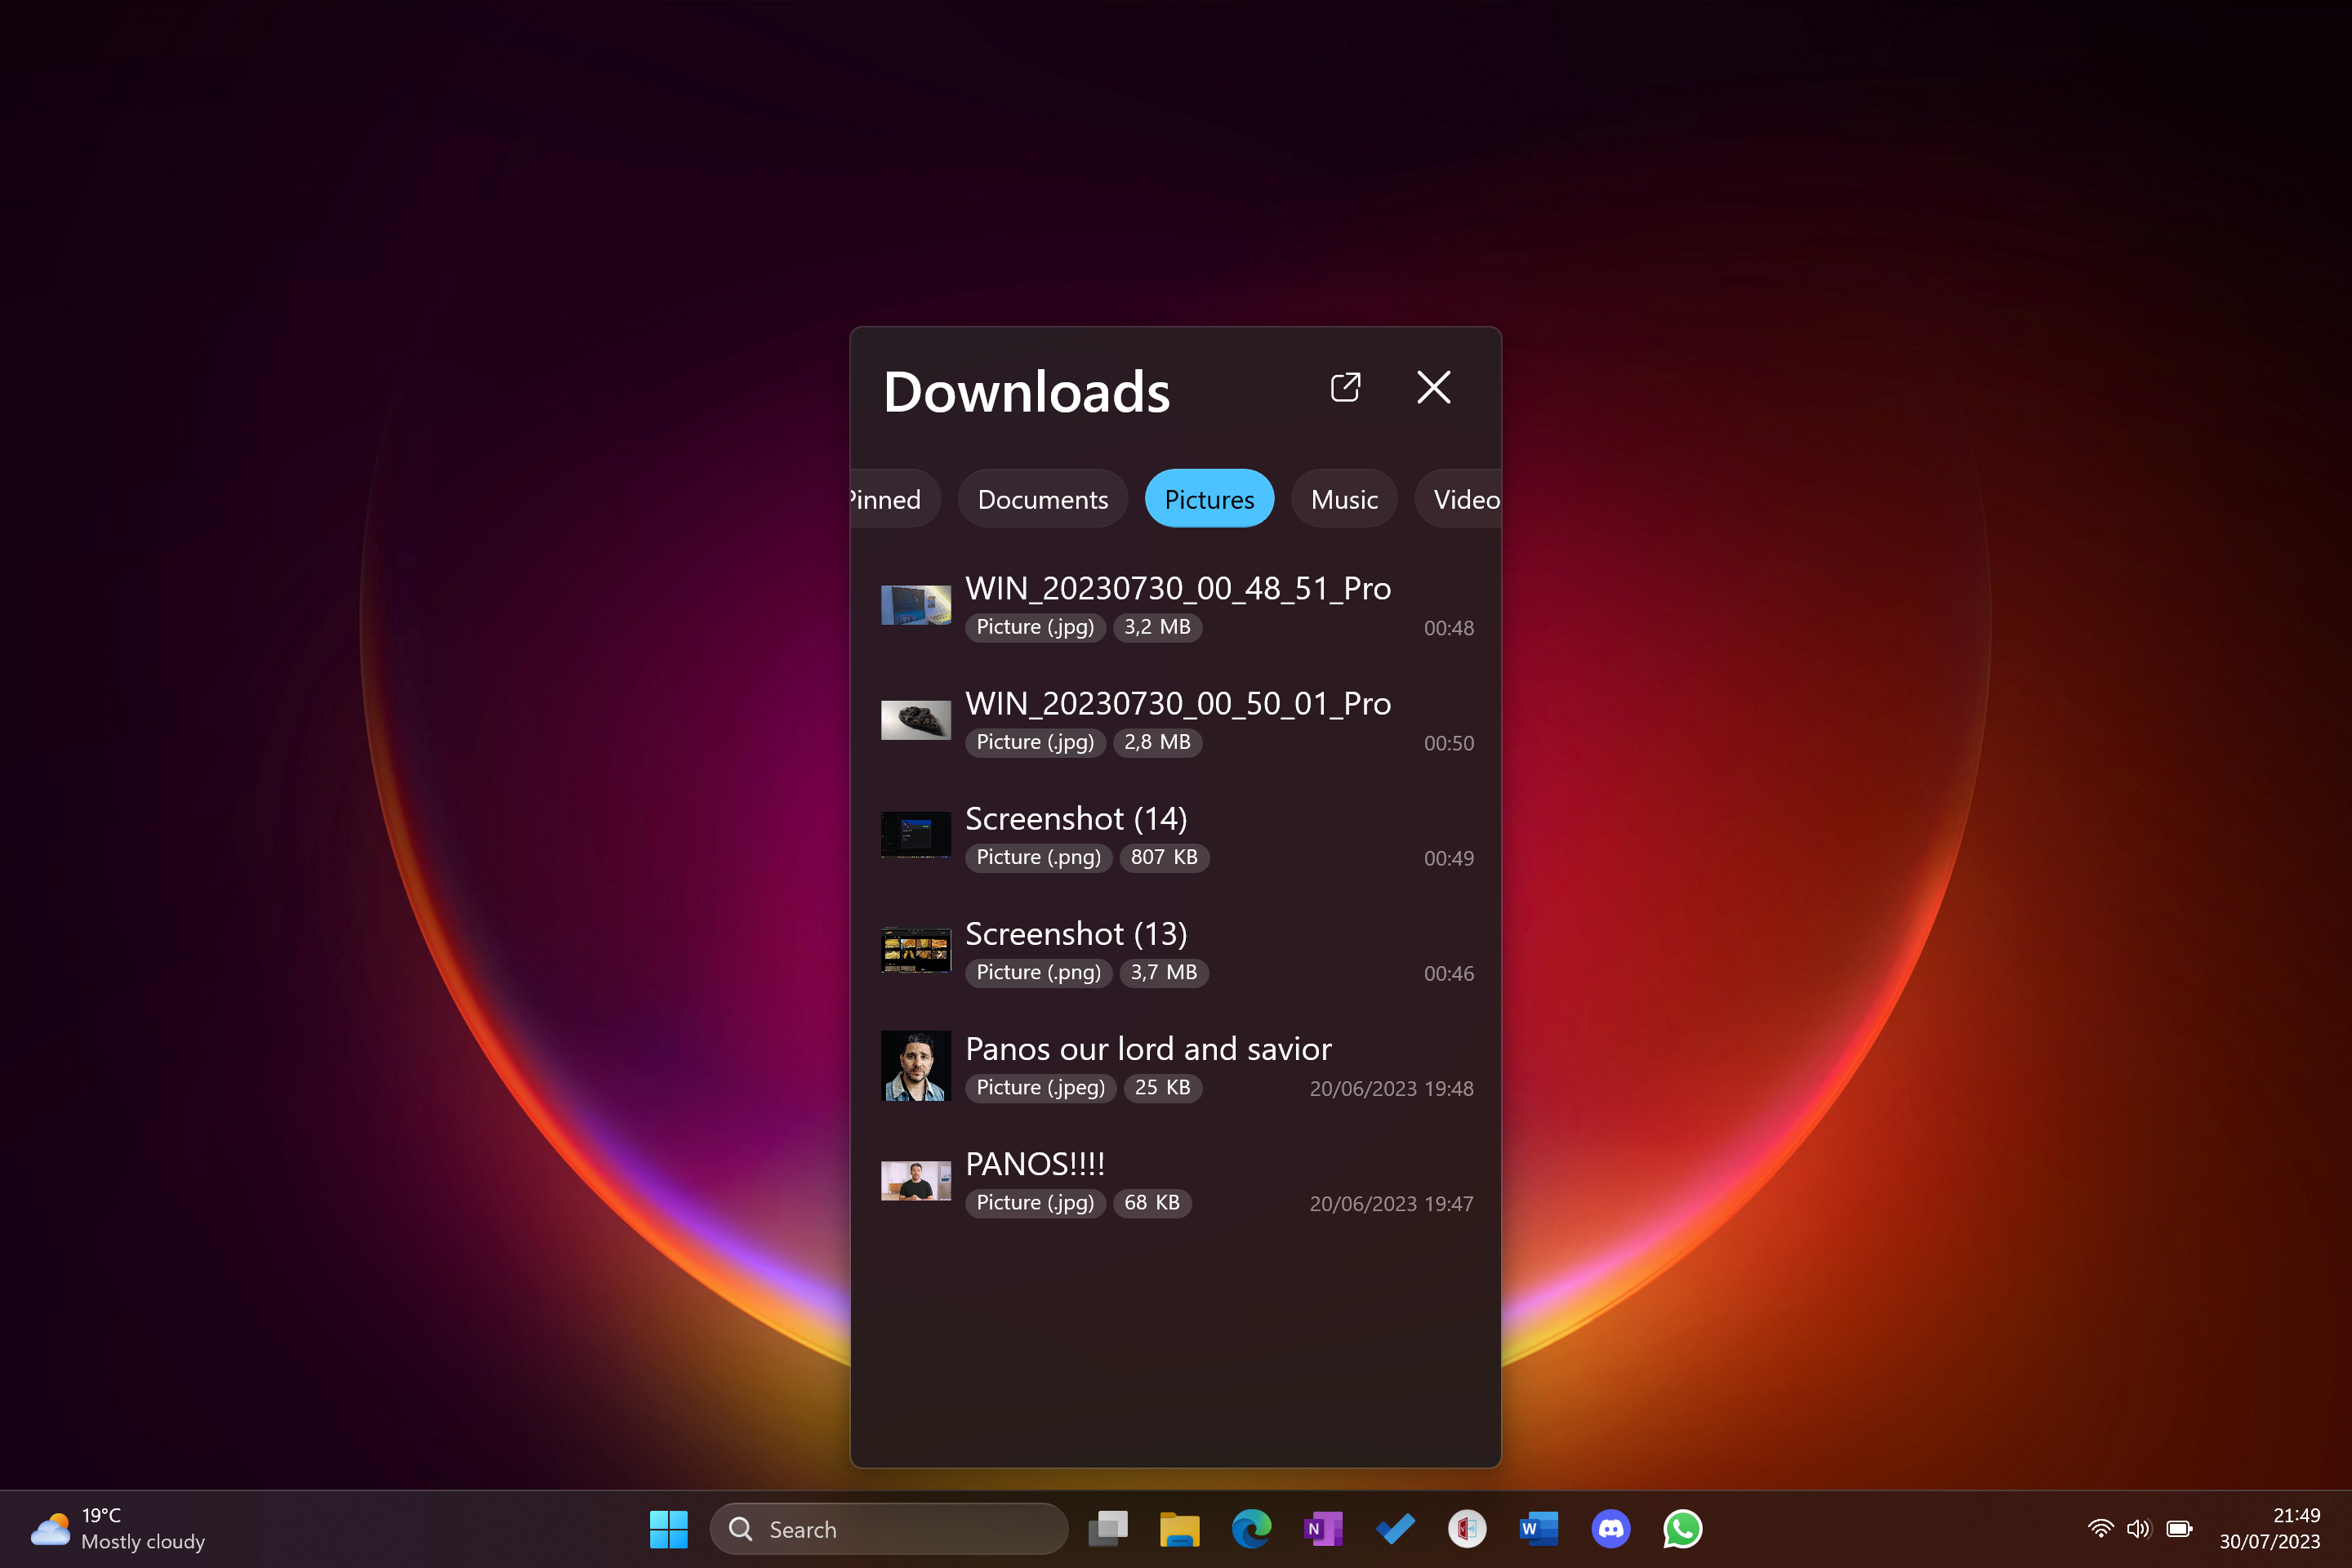 Downloads
Pinned Documents Pictures Music Video
WIN_20230730_00_48_51_Pro
Picture (.jpg) 3,2 MB 00:48
WIN_20230730_00_50_01_Pro
Picture (.jpg) 2,8 MB 00:50
Screenshot (14)
Picture (.png) 807 KB 00:49
Screenshot (13)
Picture (.png) 3,7 MB 00:46
Panos our lord and savior
Picture (.jpeg) 25 KB 20/06/2023 19:48
PANOS!!!!
Picture (.jpg) 68 KB 20/06/2023 19:47
19°C
Mostly cloudy
Search
N
W
21:49
30/07/2023